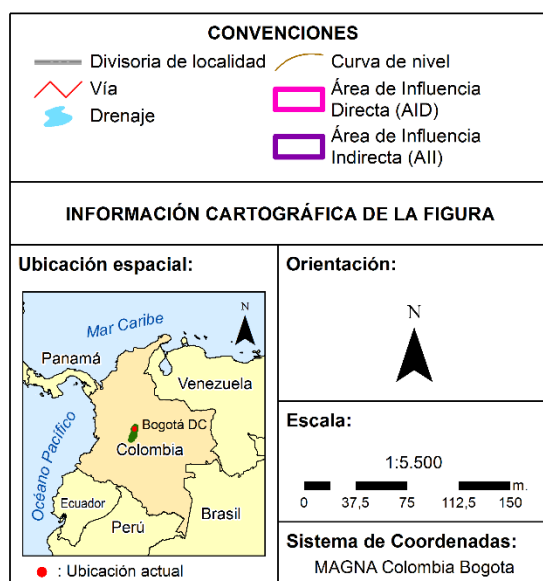 CONVENCIONES
Divisoria de localidad
Vía
Drenaje
Curva de nivel
Área de Influencia
Directa (AID)
Área de Influencia
Indirecta (AII)
INFORMACIÓN CARTOGRÁFICA DE LA FIGURA
Ubicación espacial:
N
Mar Caribe
Panamá
Venezuela
Océano Pacífico
Bogotá DC
Colombia
Ecuador
Perú
Brasil
: Ubicación actual
Orientación:
N
Escala:
1:5.500
m.
0 37,5 75 112,5 150
Sistema de Coordenadas:
MAGNA Colombia Bogota